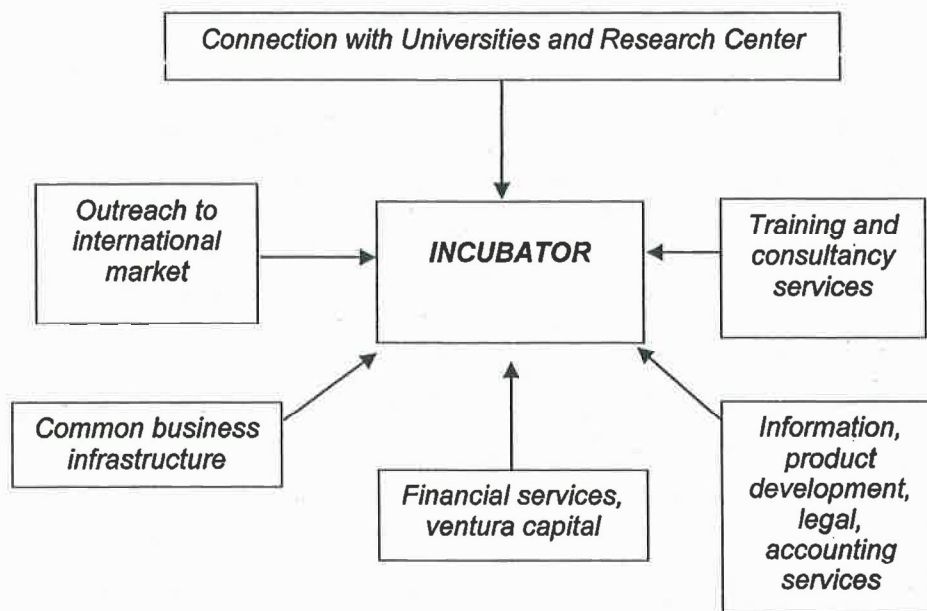 Connection with Universities and Research Center
Outreach to
international
market
INCUBATOR
Training and
consultancy
services
Common business
infrastructure
Financial services,
ventura capital
Information,
product
development,
legal,
accounting
services